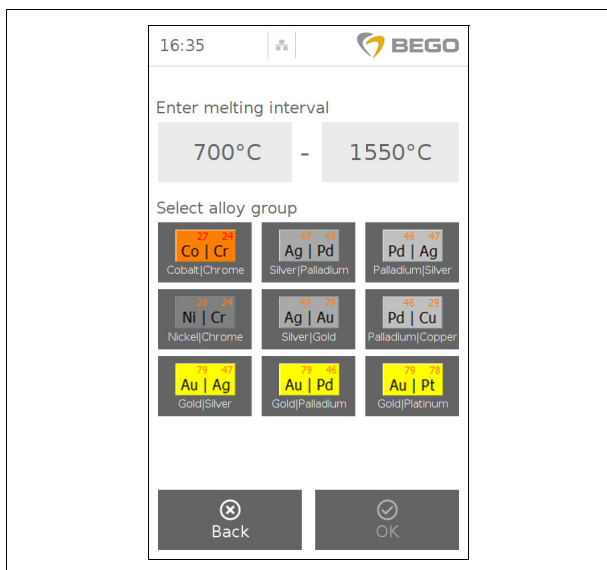 16:35 BEGO
Enter melting interval
700°C - 1550°C
Select alloy group
27 24 47 46 46 47
Co | Cr Ag | Pd Pd | Ag
Cobalt|Chrome Silver|Palladium Palladium|Silver
28 24 47 79 46 29
Ni | Cr Ag | Au Pd | Cu
Nickel|Chrome Silver|Gold Palladium|Copper
79 47 79 46 79 78
Au | Ag Au | Pd Au | Pt
Gold|Silver Gold|Palladium Gold|Platinum
Back OK